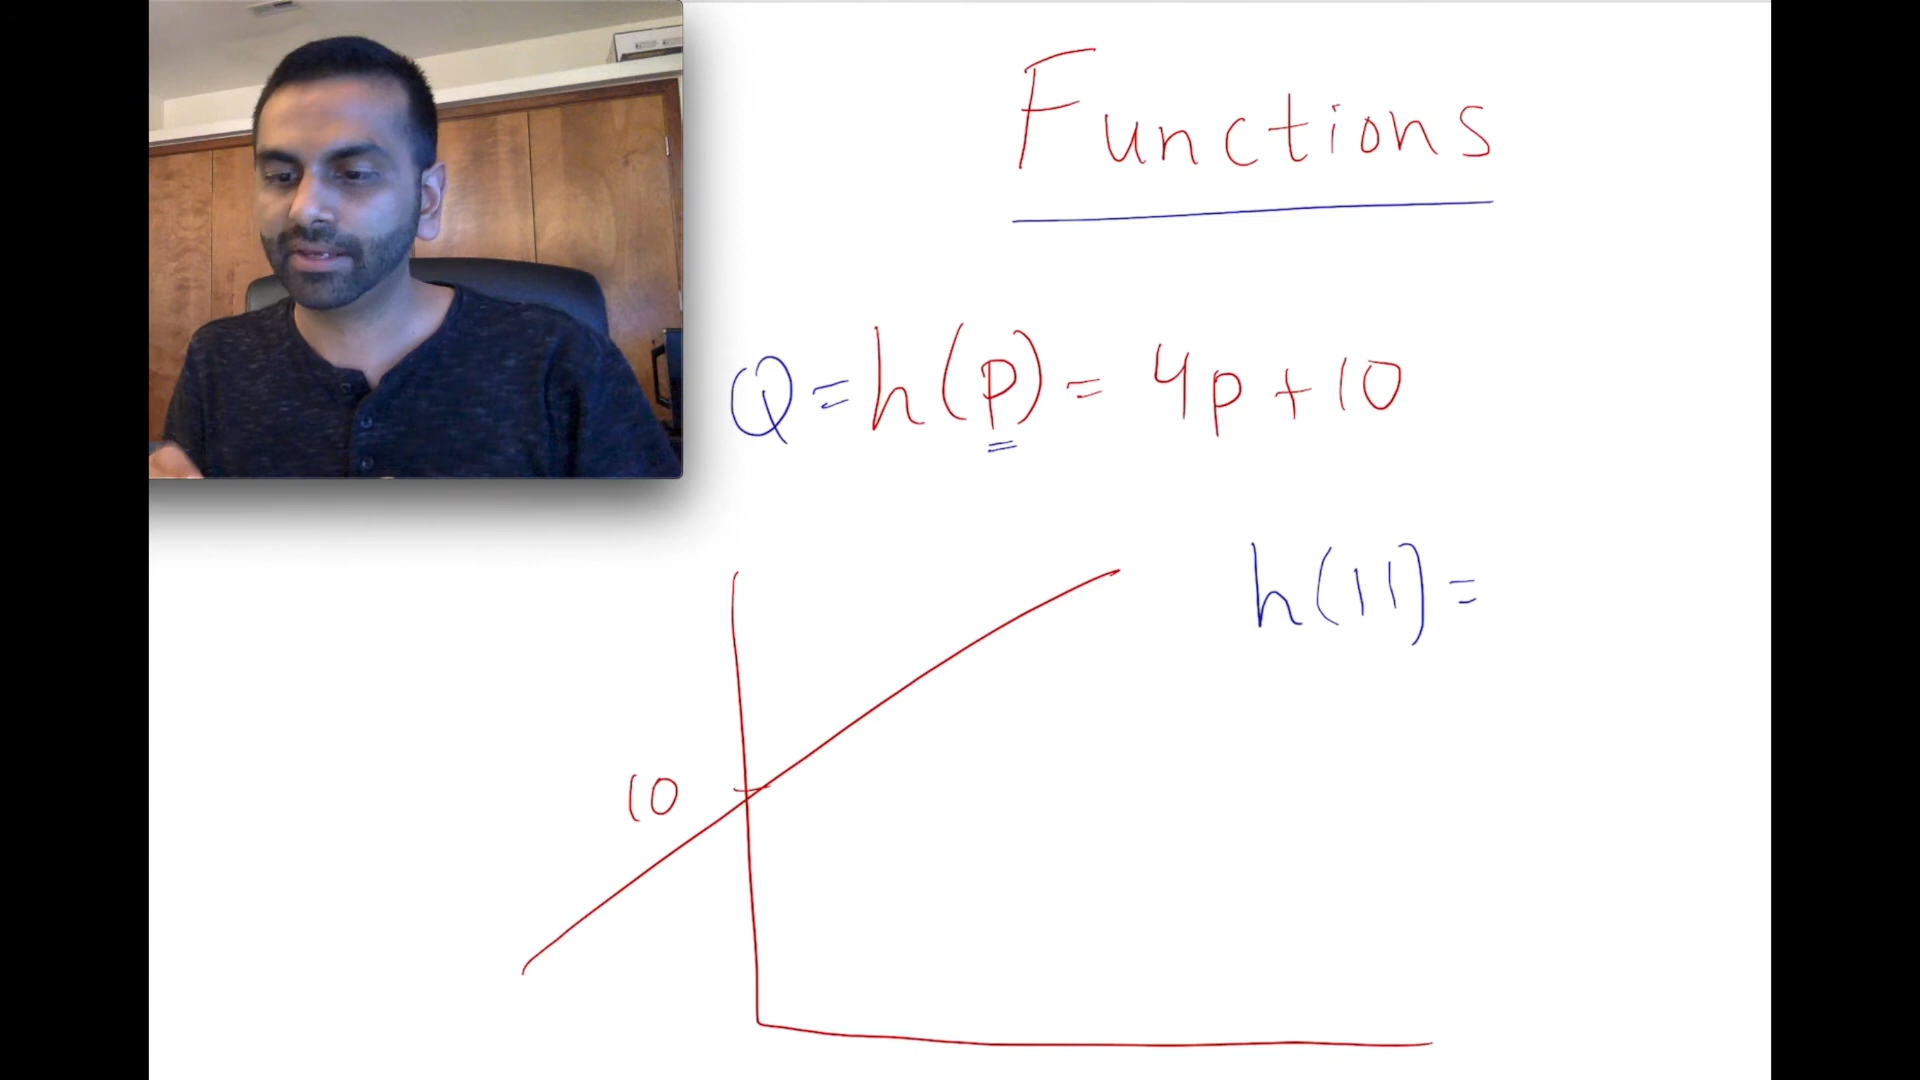 Functions
Q = h(p) = 4p + 10
h(11) =
10